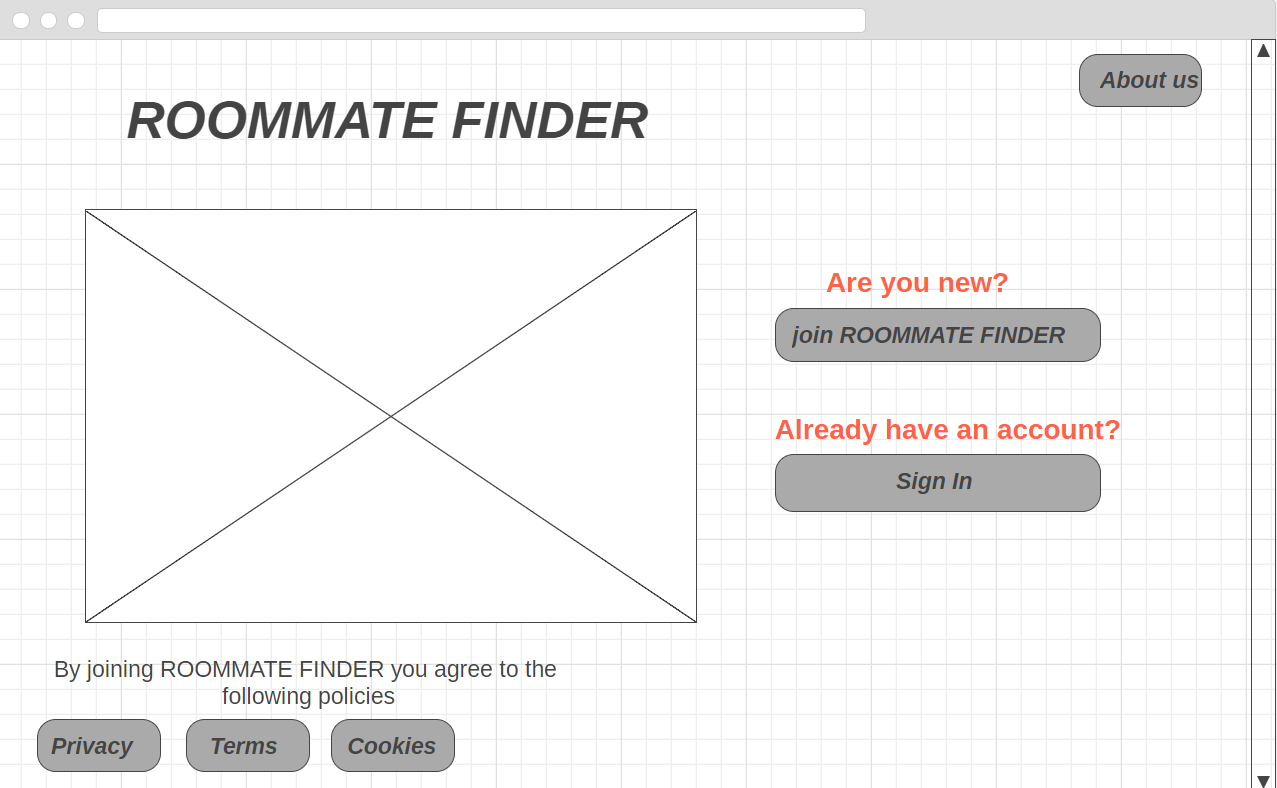 About us
ROOMMATE FINDER
Are you new?
join ROOMMATE FINDER
Already have an account?
Sign In
By joining ROOMMATE FINDER you agree to the
following policies
Privacy
Terms
Cookies